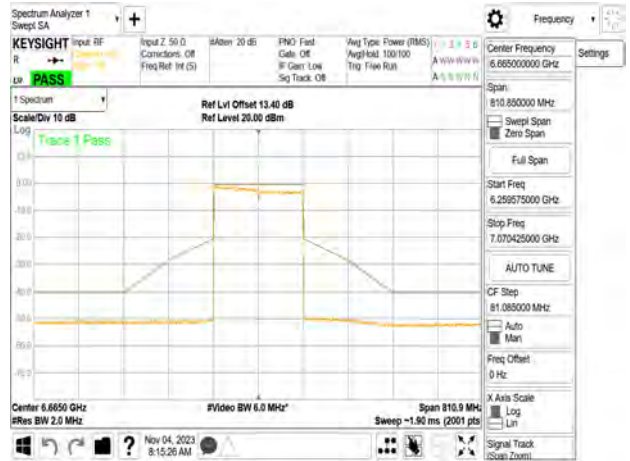 Spectrum Analyzer 1
Swept SA
Frequency
KEYSIGHT
Input: RF
Input Z: 50 Ω
#Atten: 20 dB
PNO: Fast
Avg Type: Power (RMS)
R
Corrections: Off
Gate: Off
Avg|Hold: 100/100
Freq Ref: Int (S)
IF Gain: Low
Trig: Free Run
Sig Track: Off
PASS
Center Frequency
6.665000000 GHz
Settings
Span
810.850000 MHz
Swept Span
Zero Span
Full Span
Start Freq
6.259575000 GHz
Stop Freq
7.070425000 GHz
AUTO TUNE
CF Step
81.085000 MHz
Auto
Man
Freq Offset
0 Hz
X Axis Scale
Log
Lin
Signal Track
(Span Zoom)
1 Spectrum
Ref Lvl Offset 13.40 dB
Scale/Div 10 dB
Ref Level 20.00 dBm
Log
Trace 1 Pass
Center 6.6650 GHz
#Video BW 6.0 MHz*
Span 810.9 MHz
#Res BW 2.0 MHz
Sweep ~1.90 ms (2001 pts)
Nov 04, 2023
8:15:26 AM